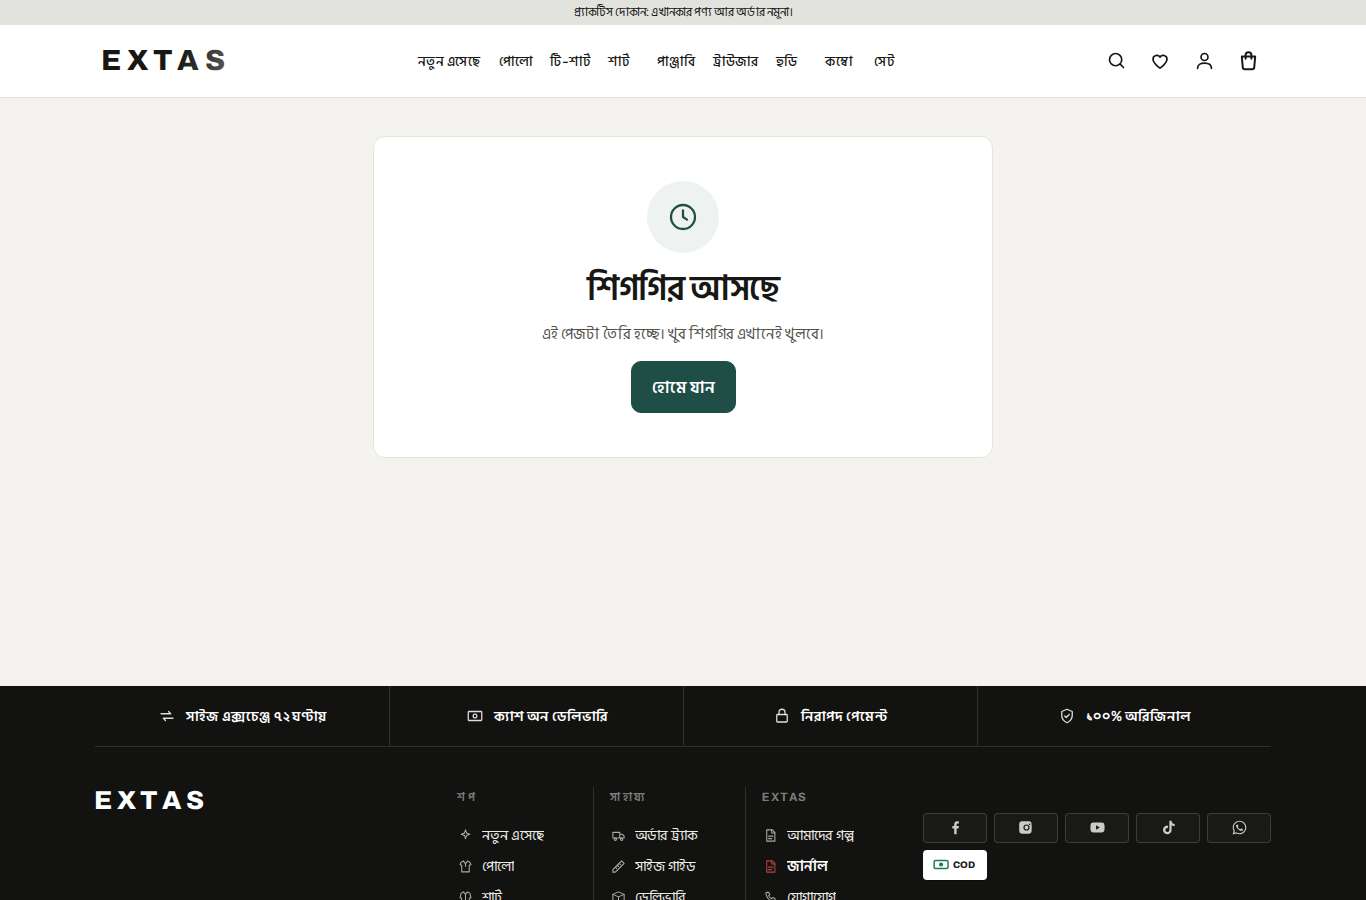 প্র্যাকটিস দোকান: এখানকার পণ্য আর অর্ডার নমুনা।
EXTAS
নতুন এসেছে পোলো টি-শার্ট শার্ট পাঞ্জাবি ট্রাউজার হুডি কম্বো সেট
শিগগির আসছে
এই পেজটা তৈরি হচ্ছে। খুব শিগগির এখানেই খুলবে।
হোমে যান
সাইজ এক্সচেঞ্জ ৭২ ঘণ্টায়
ক্যাশ অন ডেলিভারি
নিরাপদ পেমেন্ট
১০০% অরিজিনাল
EXTAS
শপ
নতুন এসেছে
পোলো
শার্ট
সাহায্য
অর্ডার ট্র্যাক
সাইজ গাইড
ডেলিভারি
EXTAS
আমাদের গল্প
জার্নাল
যোগাযোগ
COD